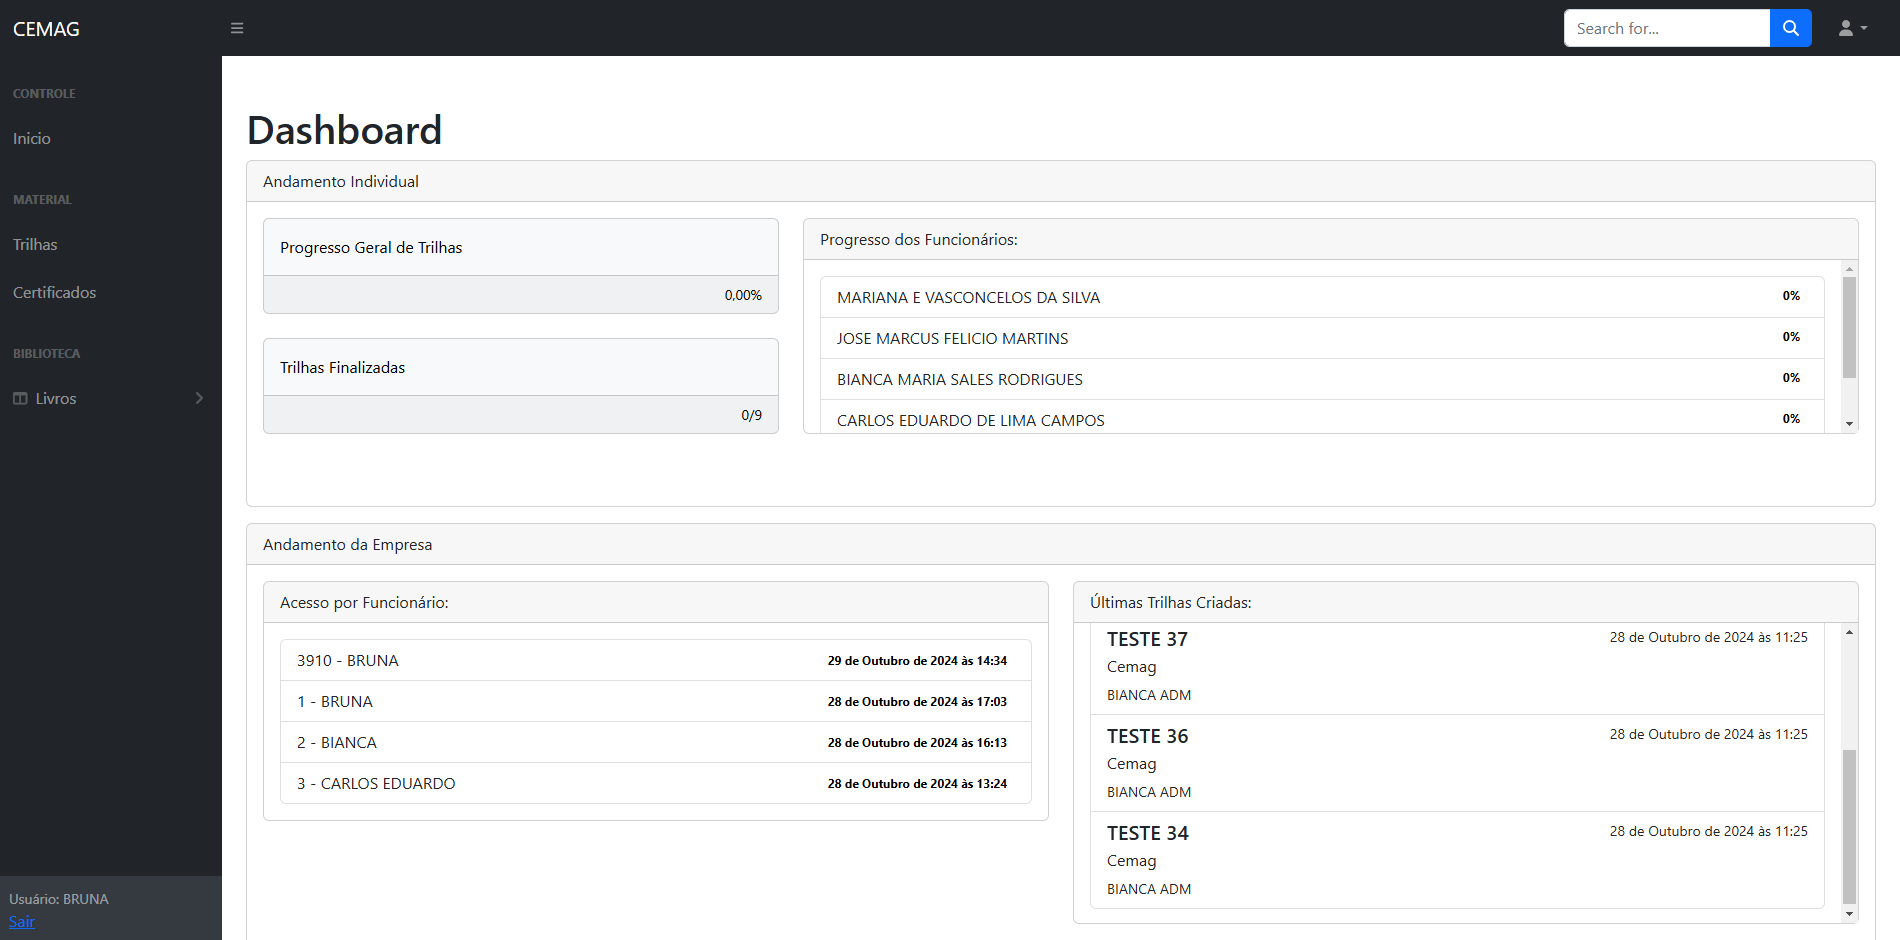 CEMAG
Search for...
CONTROLE
Inicio
MATERIAL
Trilhas
Certificados
BIBLIOTECA
Livros
Usuário: BRUNA
Sair
Dashboard
Andamento Individual
Progresso Geral de Trilhas
0,00%
Trilhas Finalizadas
0/9
Progresso dos Funcionários:
MARIANA E VASCONCELOS DA SILVA 0%
JOSE MARCUS FELICIO MARTINS 0%
BIANCA MARIA SALES RODRIGUES 0%
CARLOS EDUARDO DE LIMA CAMPOS 0%
Andamento da Empresa
Acesso por Funcionário:
3910 - BRUNA 29 de Outubro de 2024 às 14:34
1 - BRUNA 28 de Outubro de 2024 às 17:03
2 - BIANCA 28 de Outubro de 2024 às 16:13
3 - CARLOS EDUARDO 28 de Outubro de 2024 às 13:24
Últimas Trilhas Criadas:
TESTE 37 28 de Outubro de 2024 às 11:25
Cemag
BIANCA ADM
TESTE 36 28 de Outubro de 2024 às 11:25
Cemag
BIANCA ADM
TESTE 34 28 de Outubro de 2024 às 11:25
Cemag
BIANCA ADM